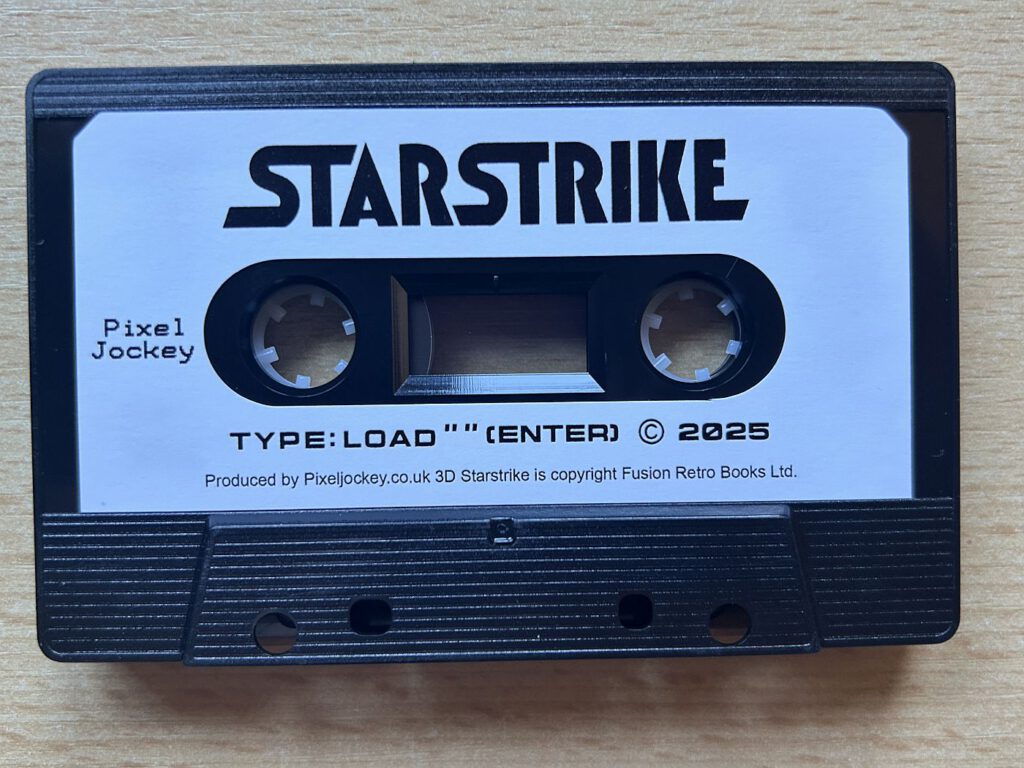 STARSTRIKE
Pixel
Jockey
TYPE: LOAD "" (ENTER) © 2025
Produced by Pixeljockey.co.uk 3D Starstrike is copyright Fusion Retro Books Ltd.